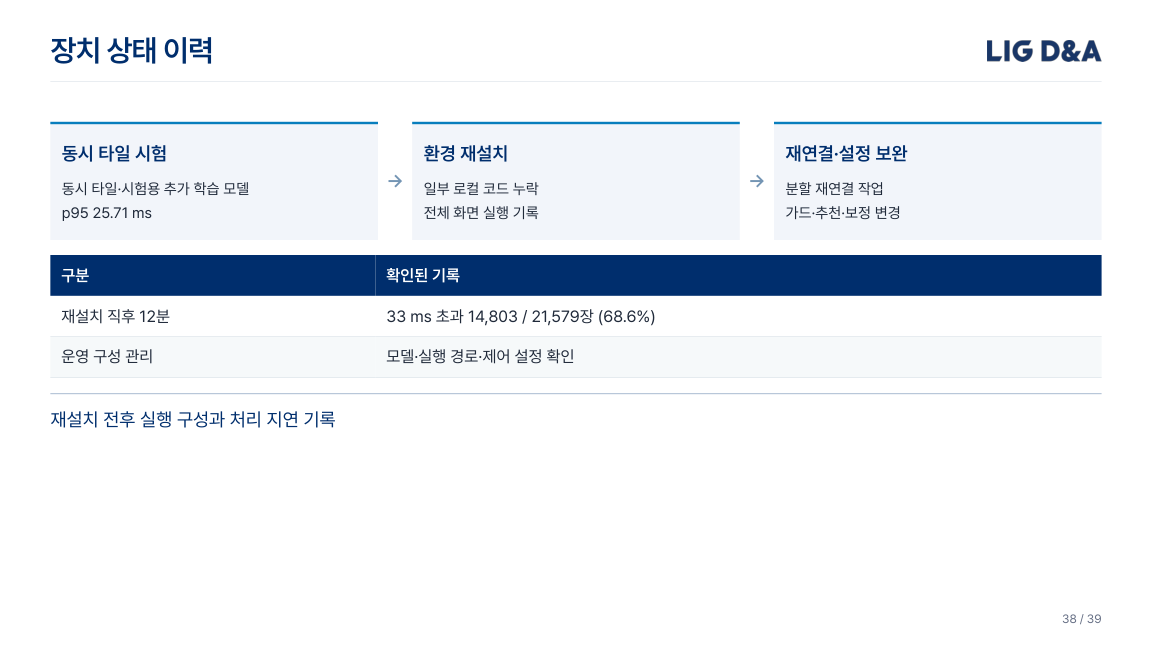 장치 상태 이력
LIG D&A
동시 타일 시험
동시 타일·시험용 추가 학습 모델
p95 25.71 ms
→
환경 재설치
일부 로컬 코드 누락
전체 화면 실행 기록
→
재연결·설정 보완
분할 재연결 작업
가드·추천·보정 변경
구분 확인된 기록
재설치 직후 12분 33 ms 초과 14,803 / 21,579장 (68.6%)
운영 구성 관리 모델·실행 경로·제어 설정 확인
재설치 전후 실행 구성과 처리 지연 기록
38 / 39